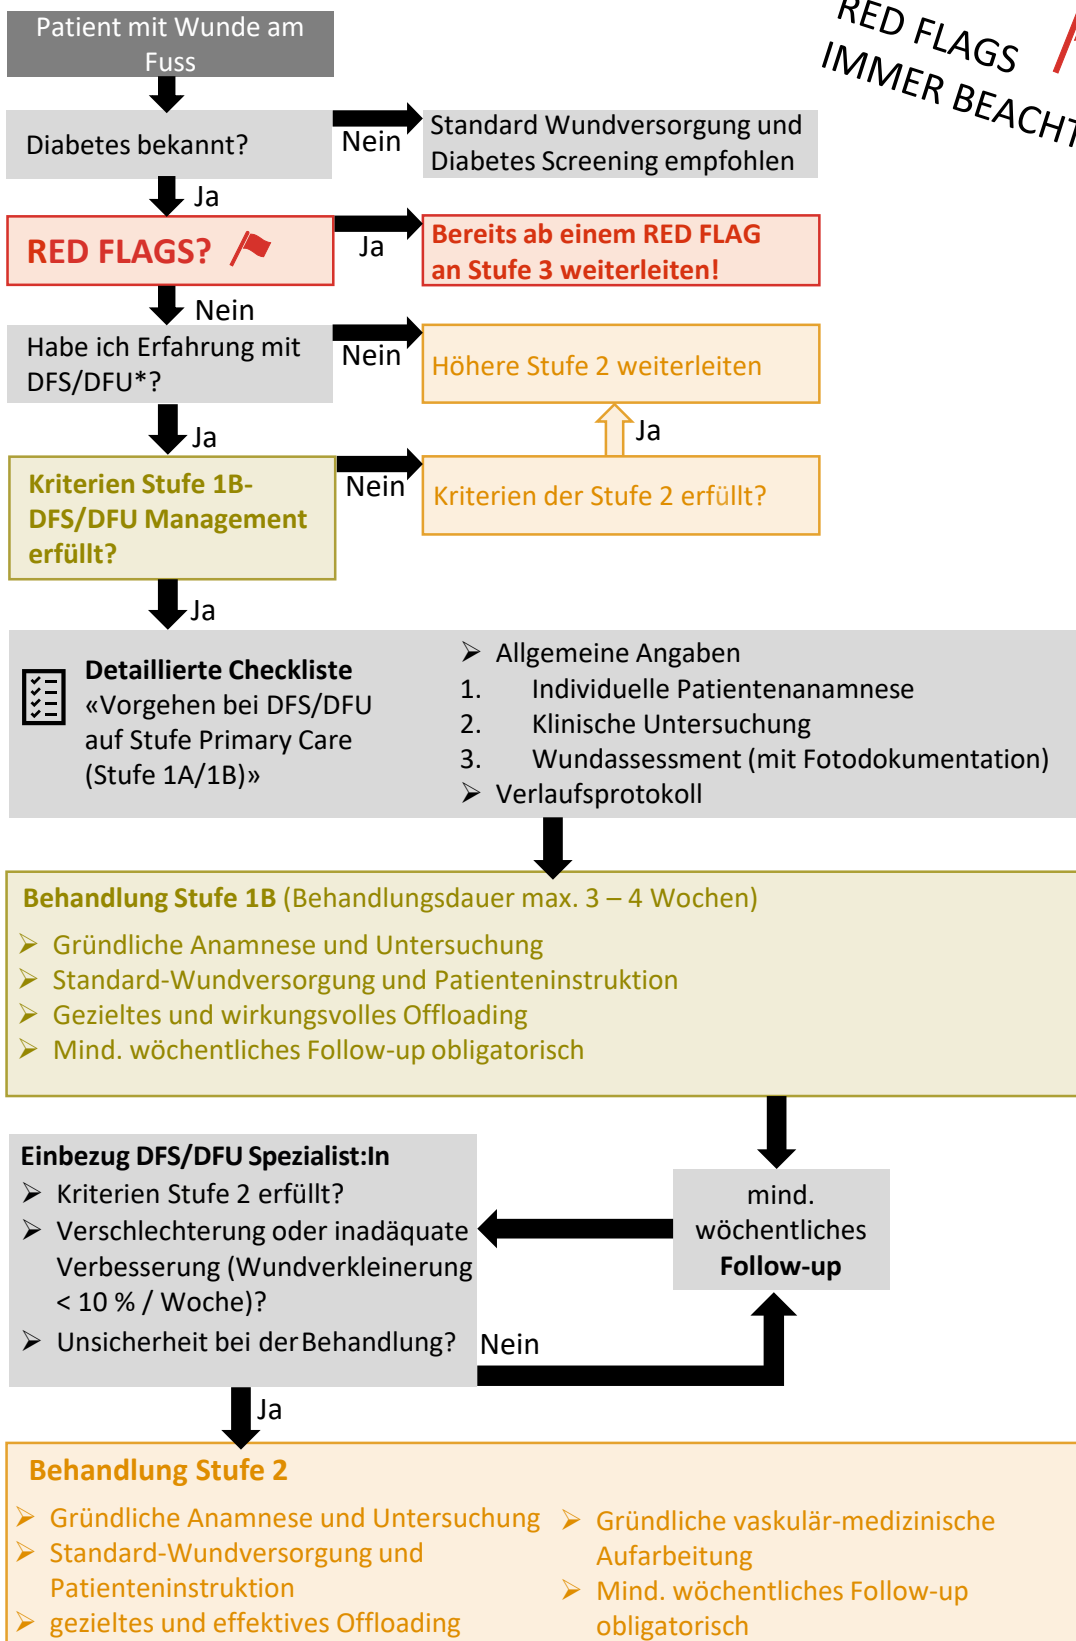 RED FLAGS
IMMER BEACHT
Patient mit Wunde am
Fuss
Diabetes bekannt?
Nein
Standard Wundversorgung und
Diabetes Screening empfohlen
Ja
RED FLAGS?
Ja
Bereits ab einem RED FLAG
an Stufe 3 weiterleiten!
Nein
Habe ich Erfahrung mit
DFS/DFU*?
Nein
Höhere Stufe 2 weiterleiten
Ja
Ja
Kriterien Stufe 1B-
DFS/DFU Management
erfüllt?
Nein
Kriterien der Stufe 2 erfüllt?
Ja
Detaillierte Checkliste
«Vorgehen bei DFS/DFU
auf Stufe Primary Care
(Stufe 1A/1B)»
➢ Allgemeine Angaben
1. Individuelle Patientenanamnese
2. Klinische Untersuchung
3. Wundassessment (mit Fotodokumentation)
➢ Verlaufsprotokoll
Behandlung Stufe 1B (Behandlungsdauer max. 3 – 4 Wochen)
➢ Gründliche Anamnese und Untersuchung
➢ Standard-Wundversorgung und Patienteninstruktion
➢ Gezieltes und wirkungsvolles Offloading
➢ Mind. wöchentliches Follow-up obligatorisch
Einbezug DFS/DFU Spezialist:In
➢ Kriterien Stufe 2 erfüllt?
➢ Verschlechterung oder inadäquate
Verbesserung (Wundverkleinerung
< 10 % / Woche)?
➢ Unsicherheit bei der Behandlung?
mind.
wöchentliches
Follow-up
Nein
Ja
Behandlung Stufe 2
➢ Gründliche Anamnese und Untersuchung
➢ Standard-Wundversorgung und
Patienteninstruktion
➢ gezieltes und effektives Offloading
➢ Gründliche vaskulär-medizinische
Aufarbeitung
➢ Mind. wöchentliches Follow-up
obligatorisch